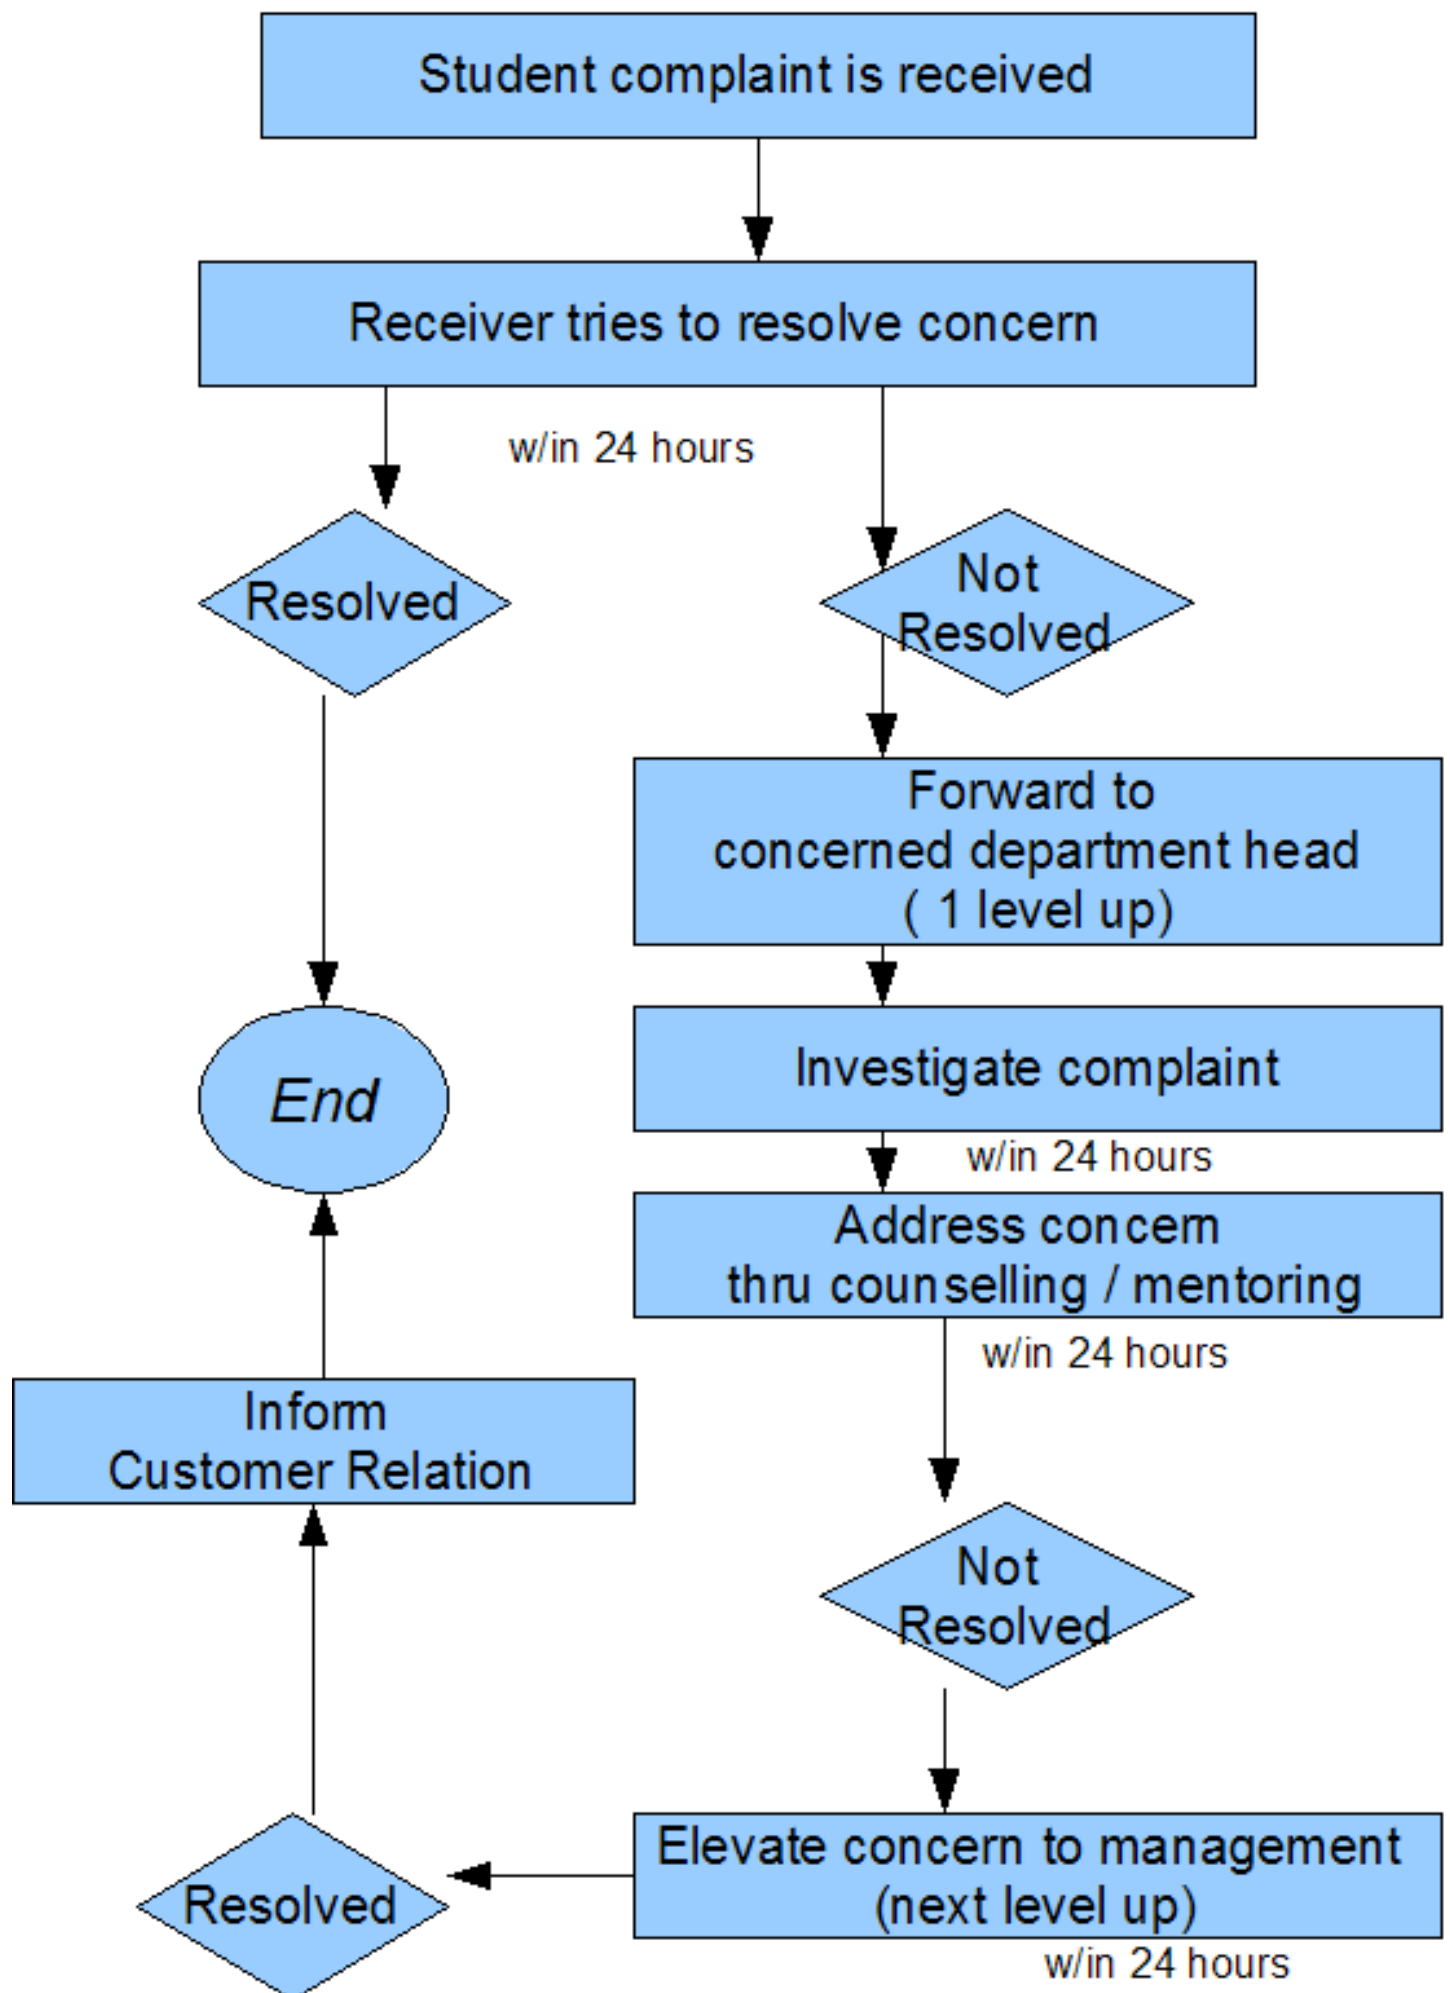 Student complaint is received
Receiver tries to resolve concern
w/in 24 hours
Resolved
Not
Resolved
Forward to
concerned department head
( 1 level up)
Investigate complaint
w/in 24 hours
End
Address concern
thru counselling / mentoring
w/in 24 hours
Inform
Customer Relation
Not
Resolved
Elevate concern to management
(next level up)
Resolved
w/in 24 hours